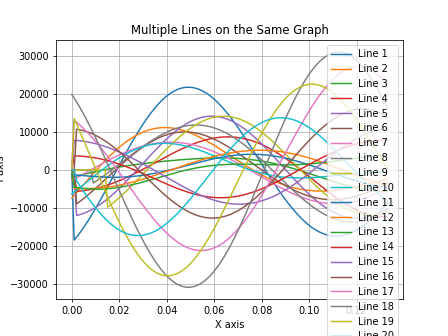 Multiple Lines on the Same Graph
30000
20000
10000
0
−10000
−20000
−30000
0.00
0.02
0.04
0.06
0.08
0.10
X axis
axis
Line 1
Line 2
Line 3
Line 4
Line 5
Line 6
Line 7
Line 8
Line 9
Line 10
Line 11
Line 12
Line 13
Line 14
Line 15
Line 16
Line 17
Line 18
Line 19
Line 20